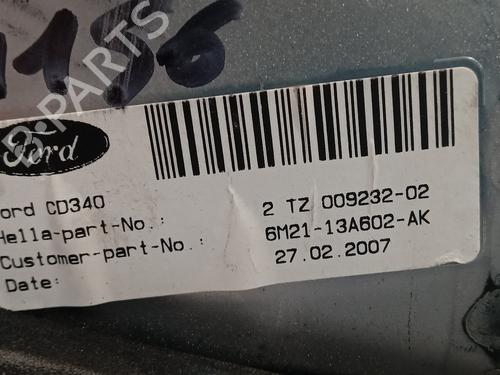 1156
B-PARTS
Ford
ord CD340
Hella-part-No.: 2 TZ 009232-02
Customer-part-No.: 6M21-13A602-AK
Date: 27.02.2007